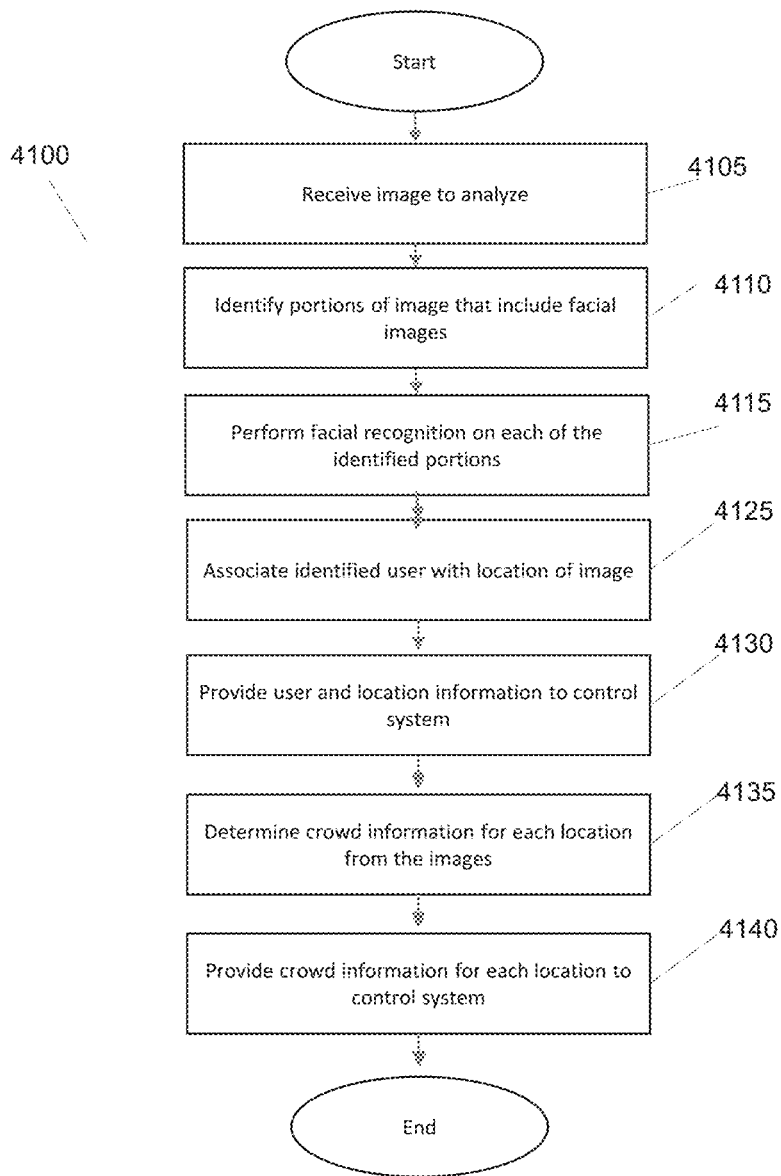 Start
4100
4105
Receive image to analyze
4110
Identify portions of image that include facial
images
4115
Perform facial recognition on each of the
identified portions
4125
Associate identified user with location of image
4130
Provide user and location information to control
system
4135
Determine crowd information for each location
from the images
4140
Provide crowd information for each location to
control system
End